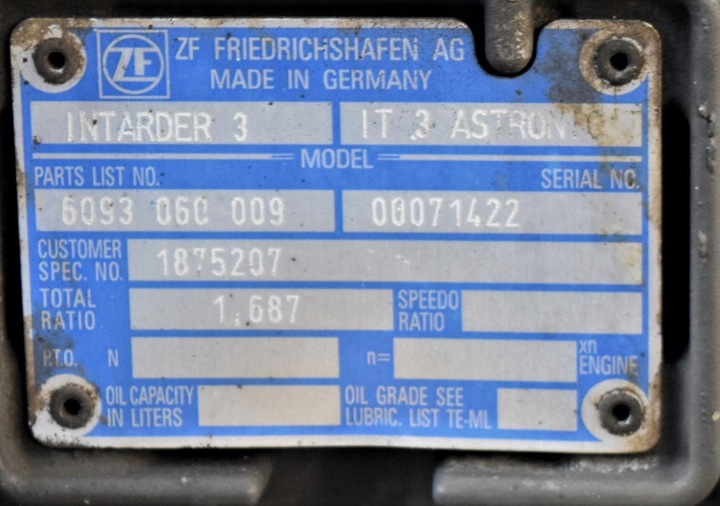 ZF ZF FRIEDRICHSHAFEN AG
MADE IN GERMANY
INTARDER 3 IT 3 ASTRONIC
MODEL
PARTS LIST NO. SERIAL NO.
6093 060 009 00071422
CUSTOMER
SPEC. NO. 1875207
TOTAL
RATIO 1,687 SPEEDO
RATIO
P.T.O. N n= xn
ENGINE
OIL CAPACITY
IN LITERS OIL GRADE SEE
LUBRIC. LIST TE-ML